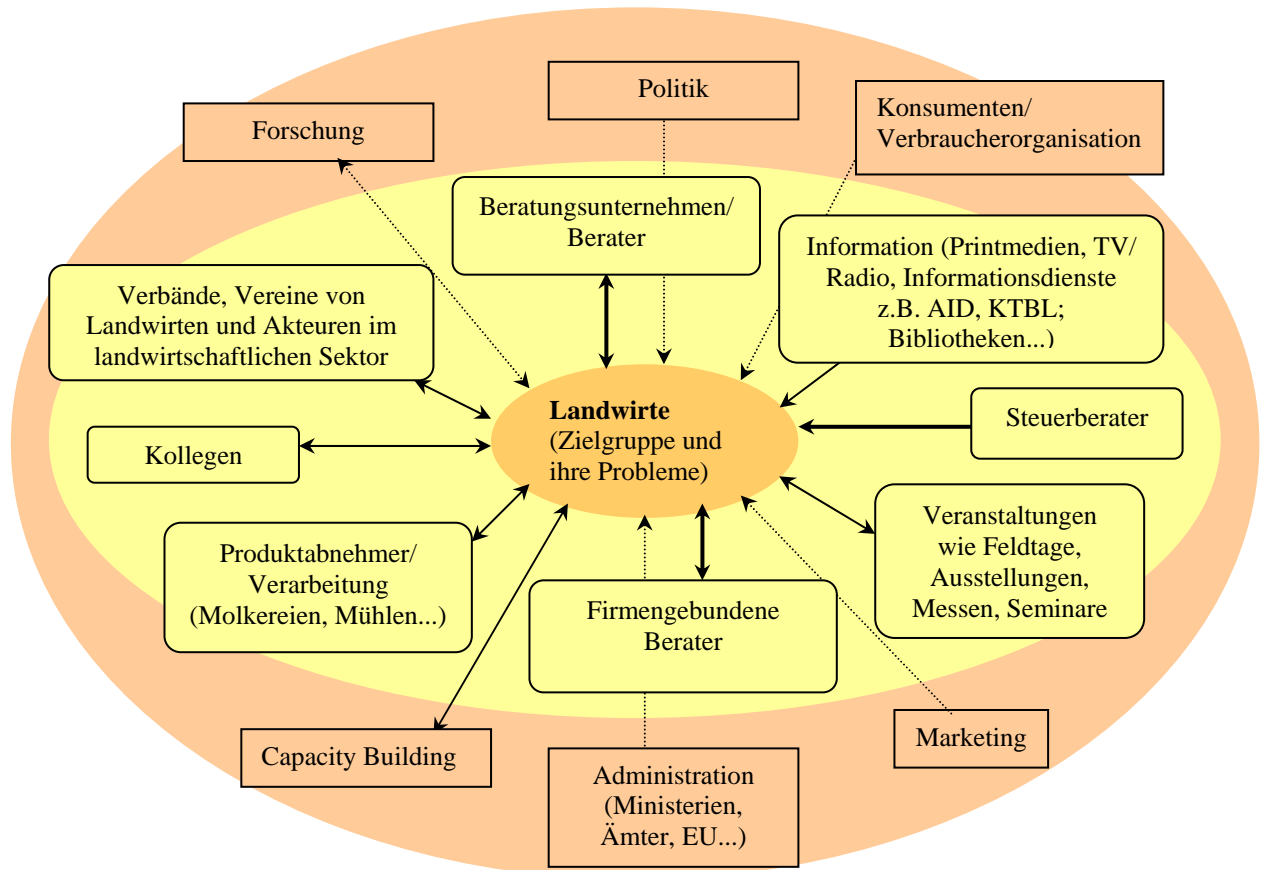 Politik
Konsumenten/
Verbraucherorganisation
Forschung
Beratungsunternehmen/
Berater
Information (Printmedien, TV/
Radio, Informationsdienste
z.B. AID, KTBL;
Bibliotheken...)
Verbände, Vereine von
Landwirten und Akteuren im
landwirtschaftlichen Sektor
Landwirte
(Zielgruppe und
ihre Probleme)
Steuerberater
Kollegen
Veranstaltungen
wie Feldtage,
Ausstellungen,
Messen, Seminare
Produktabnehmer/
Verarbeitung
(Molkereien, Mühlen...)
Firmengebundene
Berater
Marketing
Capacity Building
Administration
(Ministerien,
Ämter, EU...)